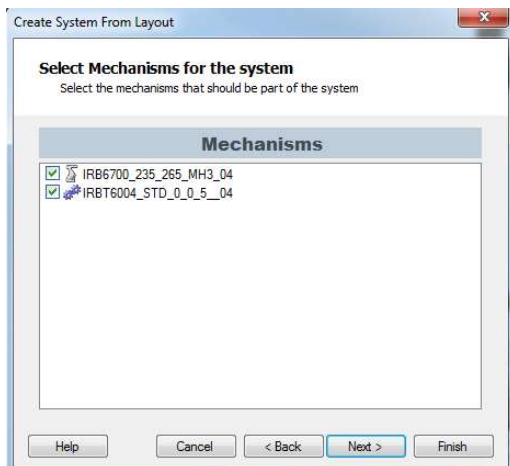 Create System From Layout
x
Select Mechanisms for the system
Select the mechanisms that should be part of the system
Mechanisms
IRB6700_235_265_MH3_04
IRBT6004_STD_0_0_5__04
Help
Cancel
< Back
Next >
Finish